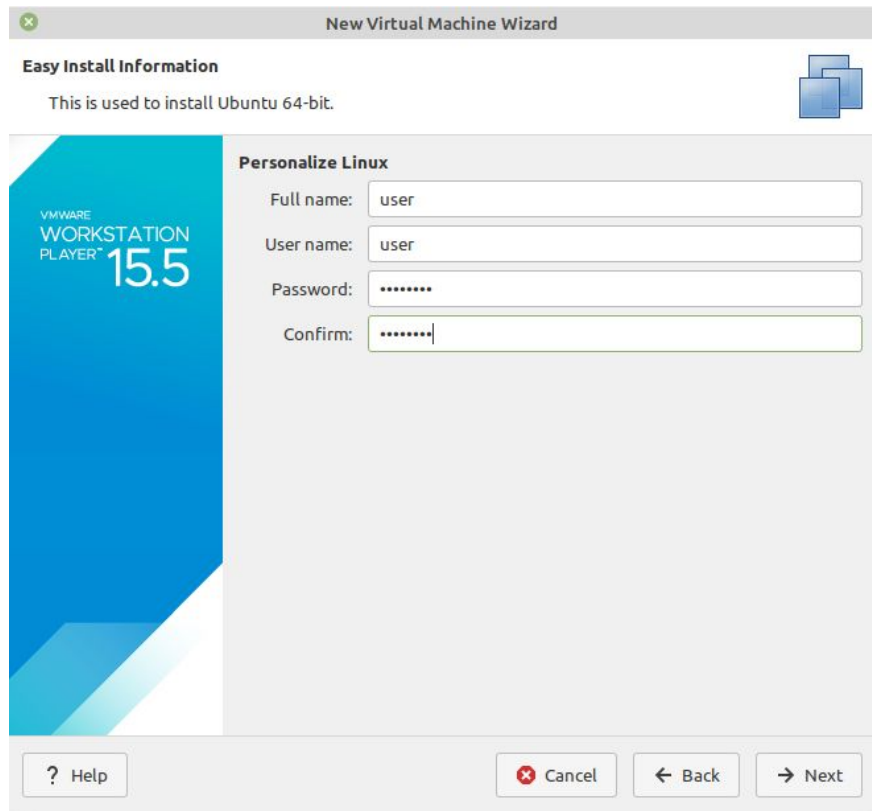 New Virtual Machine Wizard
Easy Install Information
This is used to install Ubuntu 64-bit.
VMWARE
WORKSTATION
PLAYER™ 15.5
Personalize Linux
Full name: user
User name: user
Password: ••••••••
Confirm: ••••••••
? Help
Cancel
← Back
→ Next